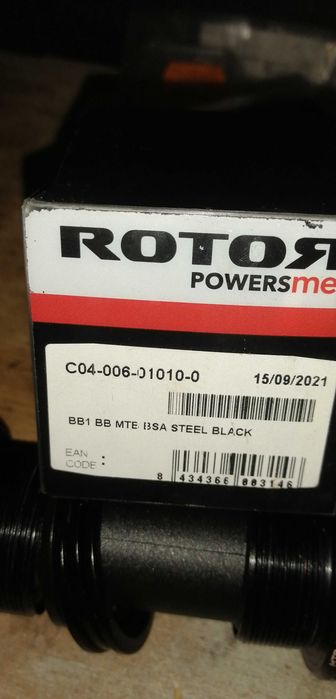 ROTOR
POWERSme
C04-006-01010-0 15/09/2021
BB1 BB MTB BSA STEEL BLACK
EAN
CODE :
8 434366 003146